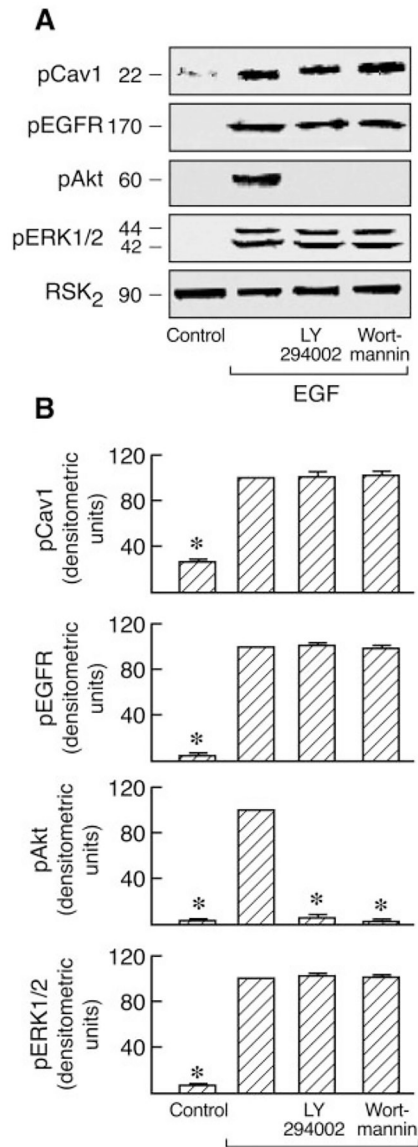 A
pCav1 22 –
pEGFR 170 –
pAkt 60 –
pERK1/2 44 –
42 –
RSK2 90 –
Control LY Wort-
294002 mannin
EGF
B
pCav1
(densitometric
units)
120
80
40
*
pEGFR
(densitometric
units)
120
80
40
*
pAkt
(densitometric
units)
120
80
40
* * *
pERK1/2
(densitometric
units)
120
80
40
*
Control LY Wort-
294002 mannin